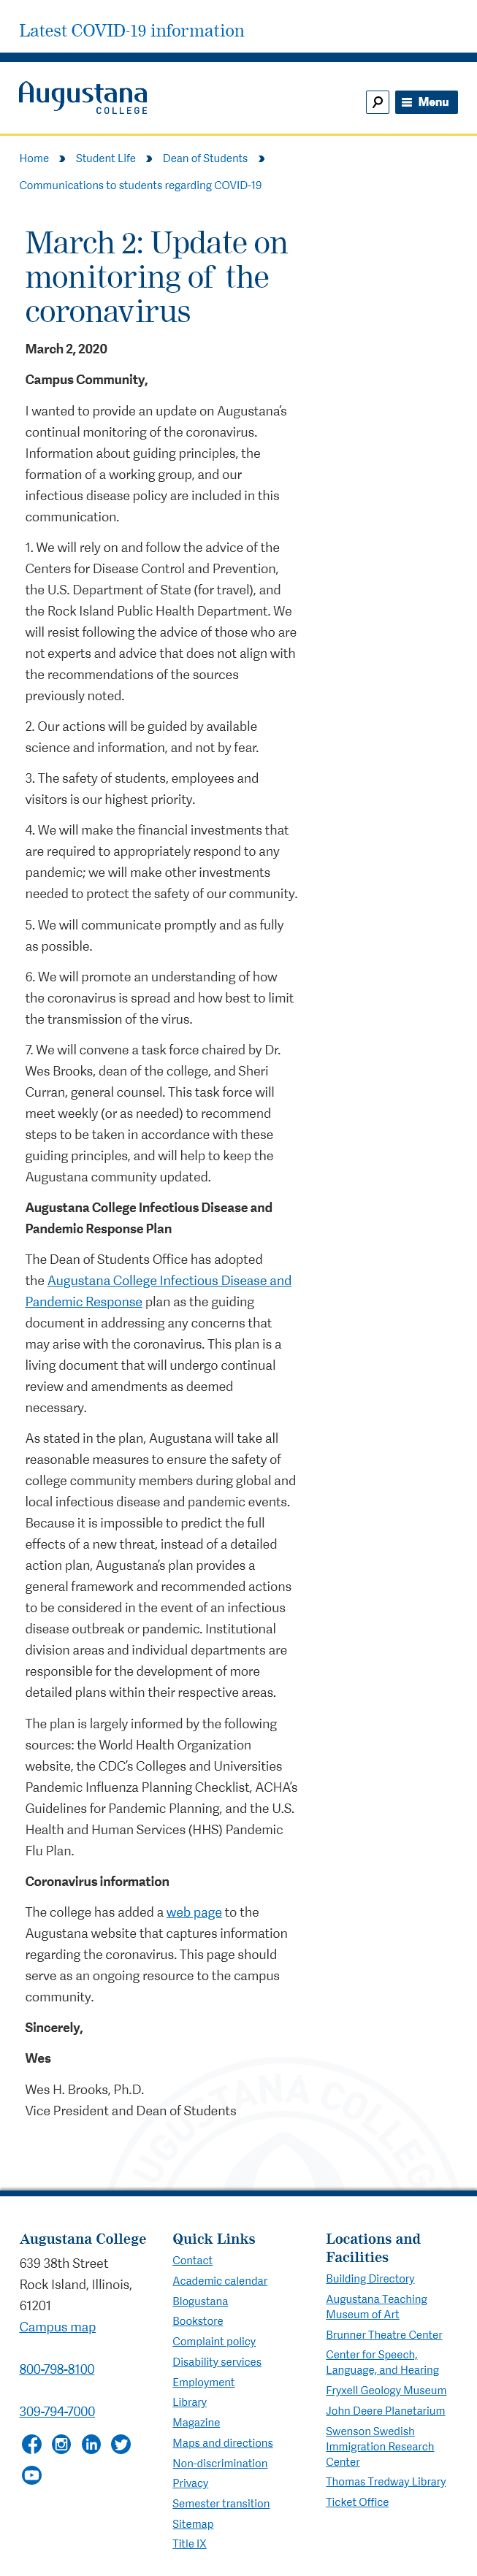 Latest COVID-19 information
Augustana
COLLEGE
Menu
Home
Student Life
Dean of Students
Communications to students regarding COVID-19
March 2: Update on
monitoring of the
coronavirus
March 2, 2020
Campus Community,
I wanted to provide an update on Augustana’s
continual monitoring of the coronavirus.
Information about guiding principles, the
formation of a working group, and our
infectious disease policy are included in this
communication.
1. We will rely on and follow the advice of the
Centers for Disease Control and Prevention,
the U.S. Department of State (for travel), and
the Rock Island Public Health Department. We
will resist following the advice of those who are
not experts and advice that does not align with
the recommendations of the sources
previously noted.
2. Our actions will be guided by available
science and information, and not by fear.
3. The safety of students, employees and
visitors is our highest priority.
4. We will make the financial investments that
are required to appropriately respond to any
pandemic; we will make other investments
needed to protect the safety of our community.
5. We will communicate promptly and as fully
as possible.
6. We will promote an understanding of how
the coronavirus is spread and how best to limit
the transmission of the virus.
7. We will convene a task force chaired by Dr.
Wes Brooks, dean of the college, and Sheri
Curran, general counsel. This task force will
meet weekly (or as needed) to recommend
steps to be taken in accordance with these
guiding principles, and will help to keep the
Augustana community updated.
Augustana College Infectious Disease and
Pandemic Response Plan
The Dean of Students Office has adopted
the Augustana College Infectious Disease and
Pandemic Response plan as the guiding
document in addressing any concerns that
may arise with the coronavirus. This plan is a
living document that will undergo continual
review and amendments as deemed
necessary.
As stated in the plan, Augustana will take all
reasonable measures to ensure the safety of
college community members during global and
local infectious disease and pandemic events.
Because it is impossible to predict the full
effects of a new threat, instead of a detailed
action plan, Augustana’s plan provides a
general framework and recommended actions
to be considered in the event of an infectious
disease outbreak or pandemic. Institutional
division areas and individual departments are
responsible for the development of more
detailed plans within their respective areas.
The plan is largely informed by the following
sources: the World Health Organization
website, the CDC’s Colleges and Universities
Pandemic Influenza Planning Checklist, ACHA’s
Guidelines for Pandemic Planning, and the U.S.
Health and Human Services (HHS) Pandemic
Flu Plan.
Coronavirus information
The college has added a web page to the
Augustana website that captures information
regarding the coronavirus. This page should
serve as an ongoing resource to the campus
community.
Sincerely,
Wes
Wes H. Brooks, Ph.D.
Vice President and Dean of Students
AUGUSTANA COLLEGE
Augustana College
639 38th Street
Rock Island, Illinois,
61201
Campus map
800-798-8100
309-794-7000
Quick Links
Contact
Academic calendar
Blogustana
Bookstore
Complaint policy
Disability services
Employment
Library
Magazine
Maps and directions
Non-discrimination
Privacy
Semester transition
Sitemap
Title IX
Locations and
Facilities
Building Directory
Augustana Teaching
Museum of Art
Brunner Theatre Center
Center for Speech,
Language, and Hearing
Fryxell Geology Museum
John Deere Planetarium
Swenson Swedish
Immigration Research
Center
Thomas Tredway Library
Ticket Office